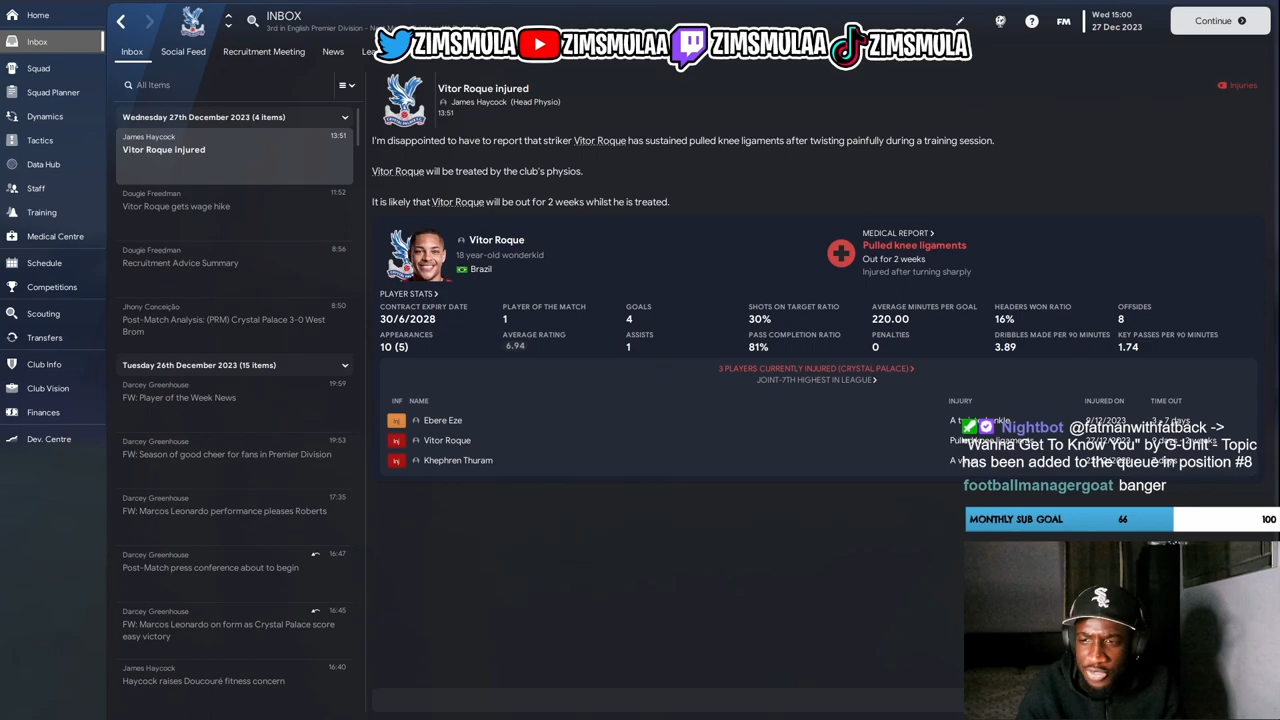 Home
Inbox
Squad
Squad Planner
Dynamics
Tactics
Data Hub
Staff
Training
Medical Centre
Schedule
Competitions
Scouting
Transfers
Club Info
Club Vision
Finances
Dev. Centre
INBOX
3rd in English Premier Division
ZIMSMULA ZIMSMULAA ZIMSMULAA ZIMSMULA
FM
Wed 15:00
27 Dec 2023
Continue
Inbox Social Feed Recruitment Meeting News
All Items
Wednesday 27th December 2023 (4 items)
James Haycock 13:51
Vitor Roque injured
Dougie Freedman 11:52
Vitor Roque gets wage hike
Dougie Freedman 8:56
Recruitment Advice Summary
Jhony Conceição 8:50
Post-Match Analysis: (PRM) Crystal Palace 3-0 West
Brom
Tuesday 26th December 2023 (15 items)
Darcey Greenhouse 19:59
FW: Player of the Week News
Darcey Greenhouse 19:53
FW: Season of good cheer for fans in Premier Division
Darcey Greenhouse 17:35
FW: Marcos Leonardo performance pleases Roberts
Darcey Greenhouse 16:47
Post-Match press conference about to begin
Darcey Greenhouse 16:45
FW: Marcos Leonardo on form as Crystal Palace score
easy victory
James Haycock 16:40
Haycock raises Doucouré fitness concern
Vitor Roque injured
James Haycock (Head Physio)
13:51
Injuries
I'm disappointed to have to report that striker Vitor Roque has sustained pulled knee ligaments after twisting painfully during a training session.
Vitor Roque will be treated by the club's physios.
It is likely that Vitor Roque will be out for 2 weeks whilst he is treated.
Vitor Roque
18 year-old wonderkid
Brazil
MEDICAL REPORT
Pulled knee ligaments
Out for 2 weeks
Injured after turning sharply
PLAYER STATS
CONTRACT EXPIRY DATE PLAYER OF THE MATCH GOALS SHOTS ON TARGET RATIO AVERAGE MINUTES PER GOAL HEADERS WON RATIO OFFSIDES
30/6/2028 1 4 30% 220.00 16% 8
APPEARANCES AVERAGE RATING ASSISTS PASS COMPLETION RATIO PENALTIES DRIBBLES MADE PER 90 MINUTES KEY PASSES PER 90 MINUTES
10 (5) 6.94 1 81% 0 3.89 1.74
3 PLAYERS CURRENTLY INJURED (CRYSTAL PALACE)
JOINT-7TH HIGHEST IN LEAGUE
INF NAME INJURY INJURED ON TIME OUT
Inj Ebere Eze
Inj Vitor Roque
Inj Khephren Thuram
Nightbot @fatmanwithfatback ->
"Wanna Get To Know You" by G-Unit - Topic
has been added to the queue in position #8
footballmanagergoat banger
MONTHLY SUB GOAL 66 100